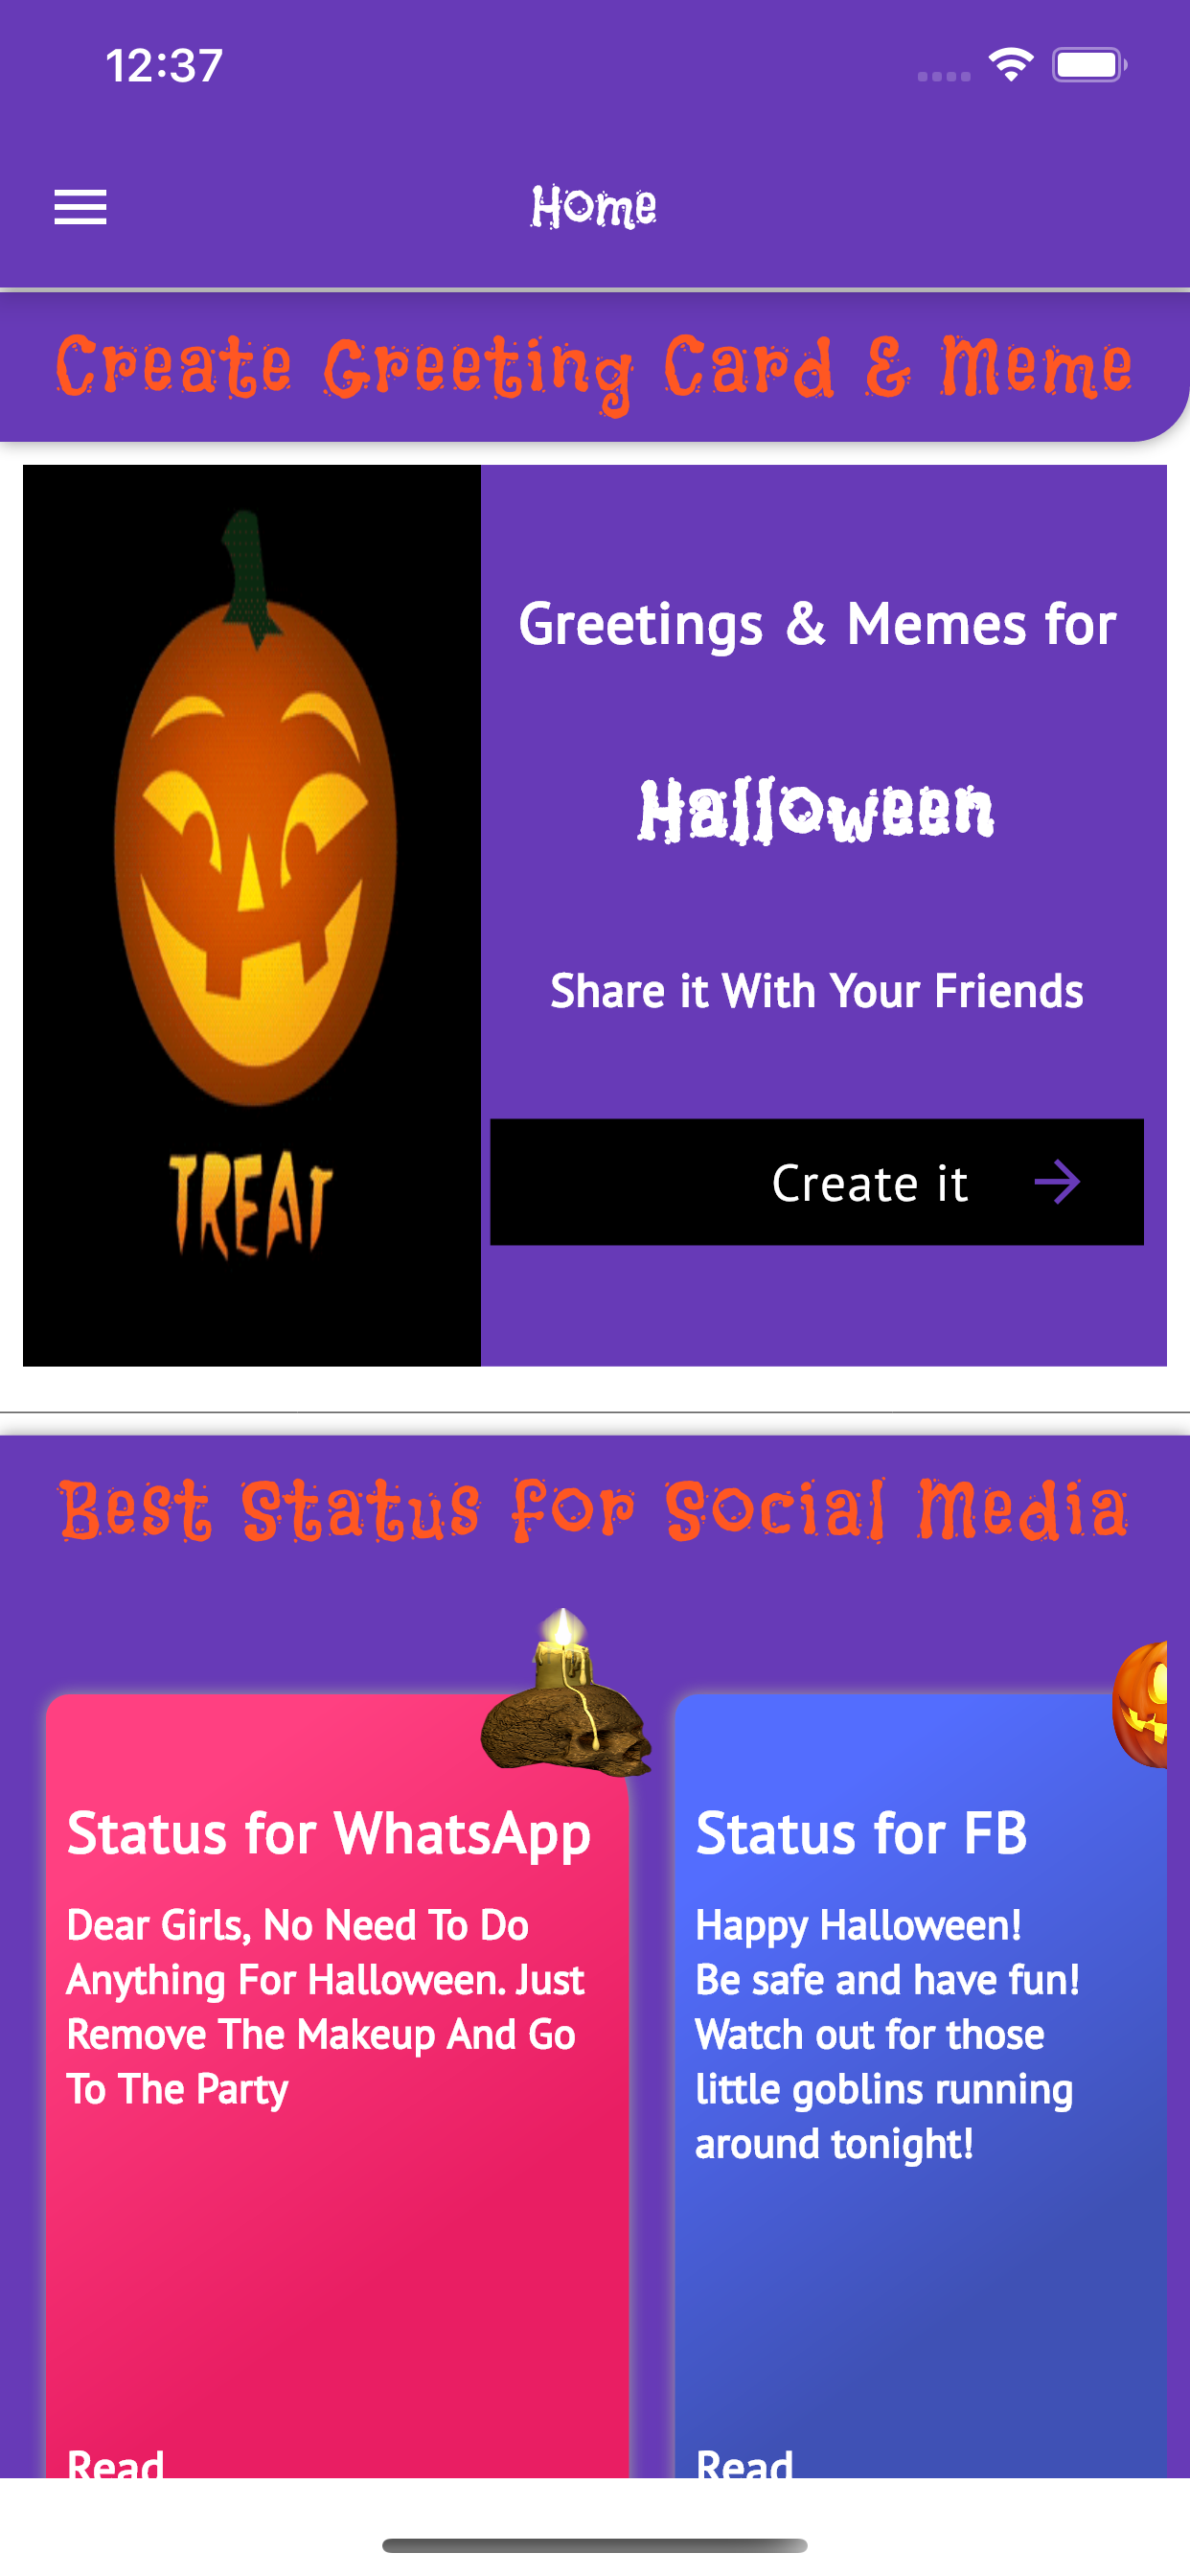 12:37
Home
Create Greeting Card & Meme
Greetings & Memes for
Halloween
Share it With Your Friends
Create it
TREAT
Best Status for Social Media
Status for WhatsApp
Dear Girls, No Need To Do
Anything For Halloween. Just
Remove The Makeup And Go
To The Party
Read
Status for FB
Happy Halloween!
Be safe and have fun!
Watch out for those
little goblins running
around tonight!
Read